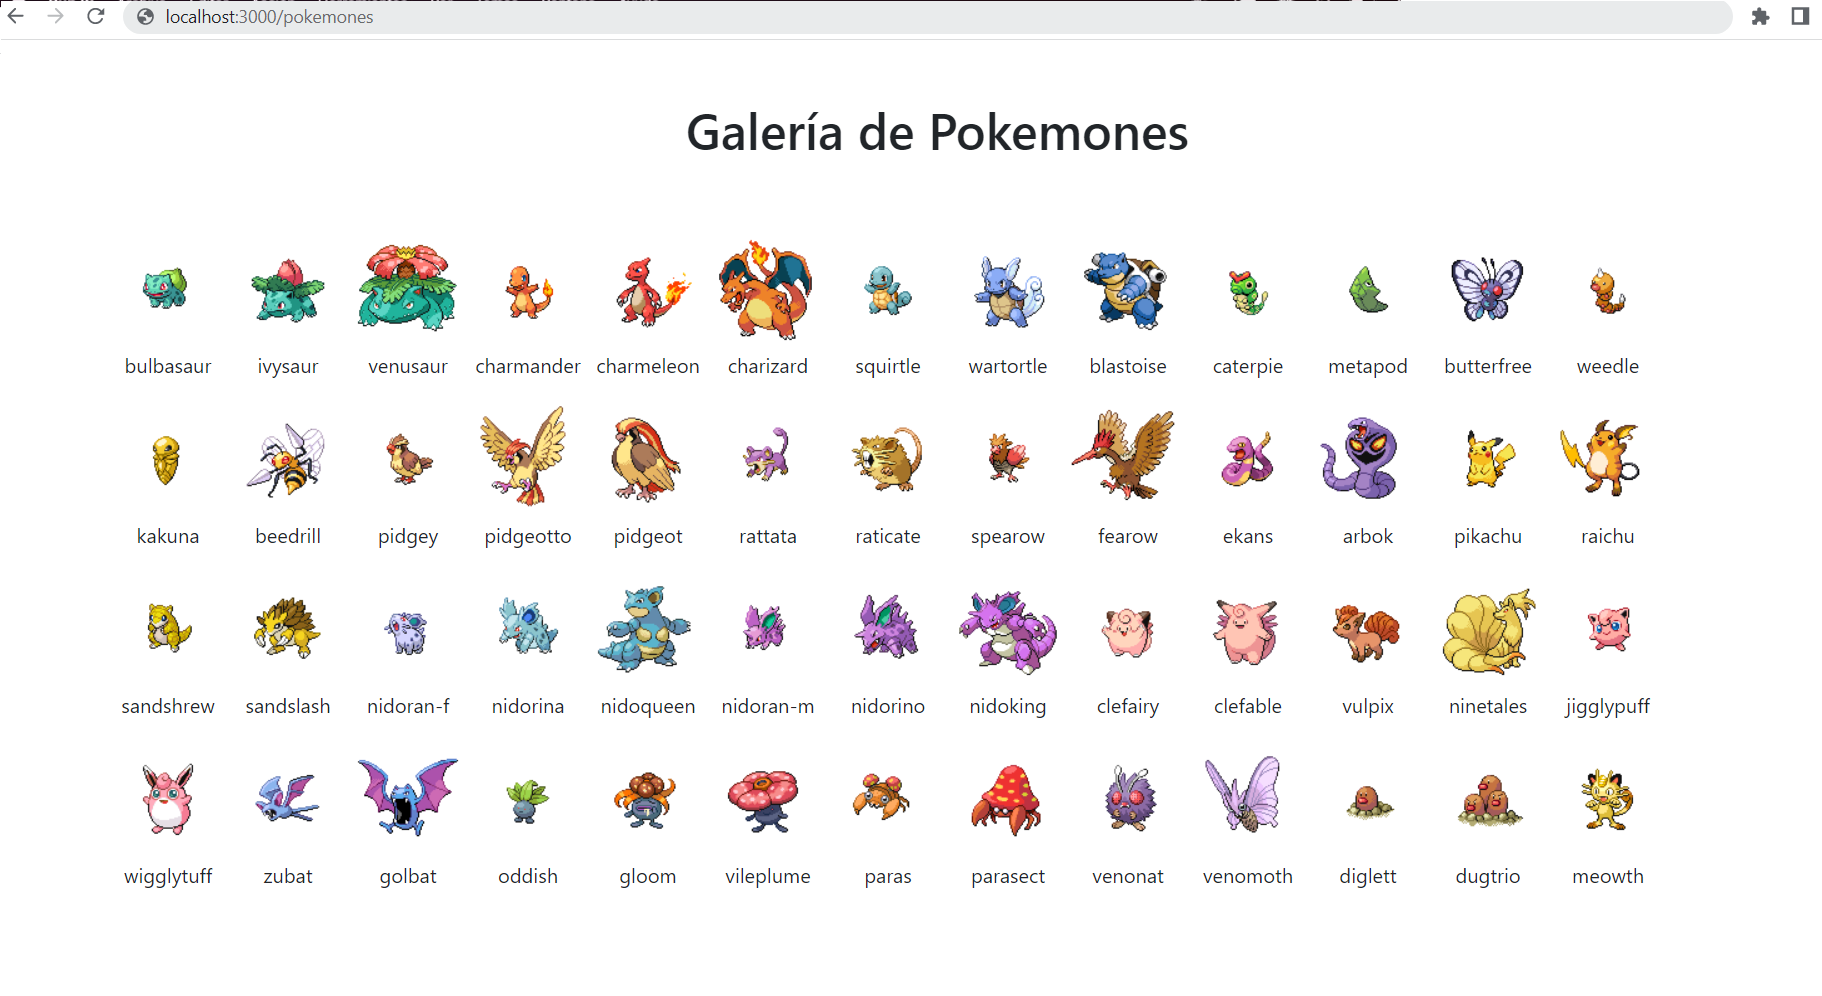 localhost:3000/pokemones
Galería de Pokemones
bulbasaur ivysaur venusaur charmander charmeleon charizard squirtle wartortle blastoise caterpie metapod butterfree weedle
kakuna beedrill pidgey pidgeotto pidgeot rattata raticate spearow fearow ekans arbok pikachu raichu
sandshrew sandslash nidoran-f nidorina nidoqueen nidoran-m nidorino nidoking clefairy clefable vulpix ninetales jigglypuff
wigglytuff zubat golbat oddish gloom vileplume paras parasect venonat venomoth diglett dugtrio meowth